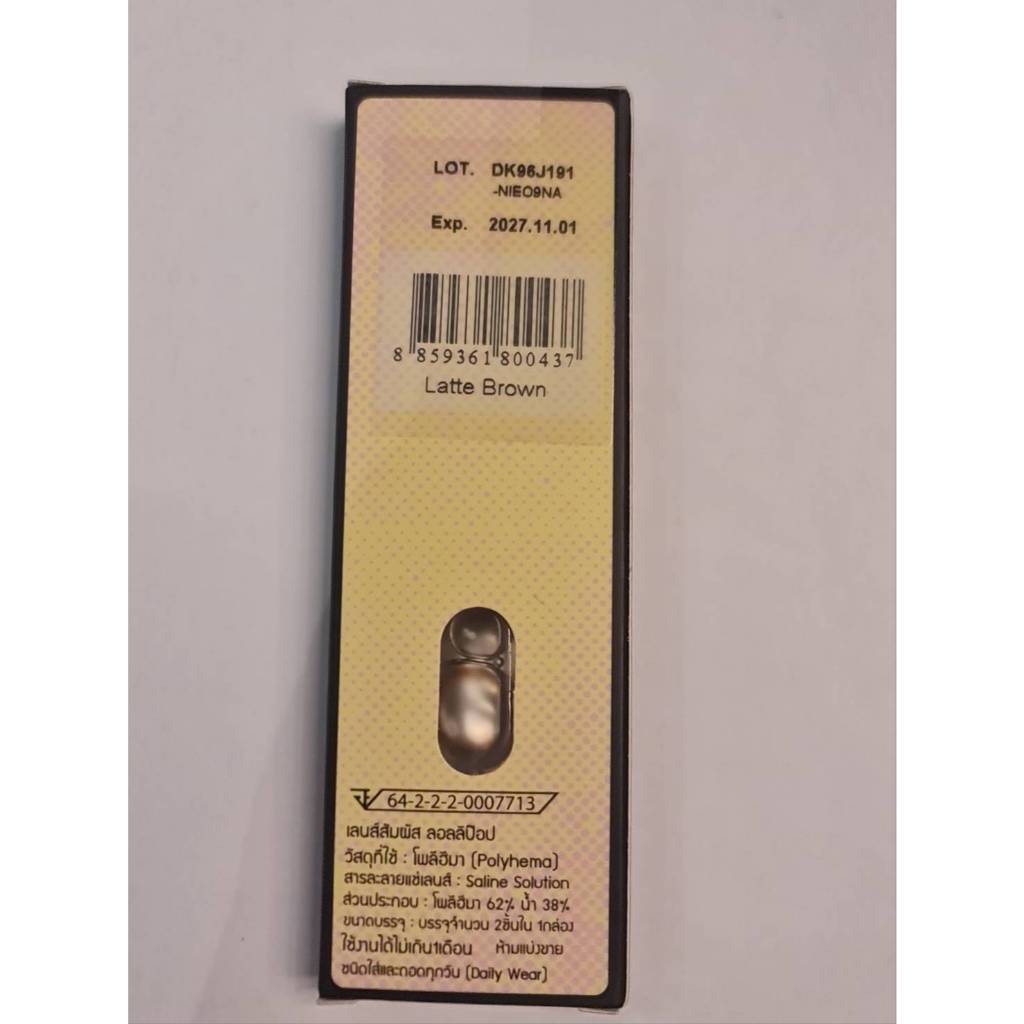 LOT. DK96J191
-NIEO9NA
Exp. 2027.11.01
8 859361 800437
Latte Brown
64-2-2-2-0007713
เลนส์สัมผัส ลอลลิป๊อป
วัสดุที่ใช้ : โพลีฮีมา (Polyhema)
สารละลายแช่เลนส์ : Saline Solution
ส่วนประกอบ : โพลีฮีมา 62% น้ำ 38%
ขนาดบรรจุ : บรรจุจำนวน 2ชิ้นใน 1กล่อง
ใช้งานได้ไม่เกิน1เดือน ห้ามแบ่งขาย
ชนิดใส่และถอดทุกวัน (Daily Wear)